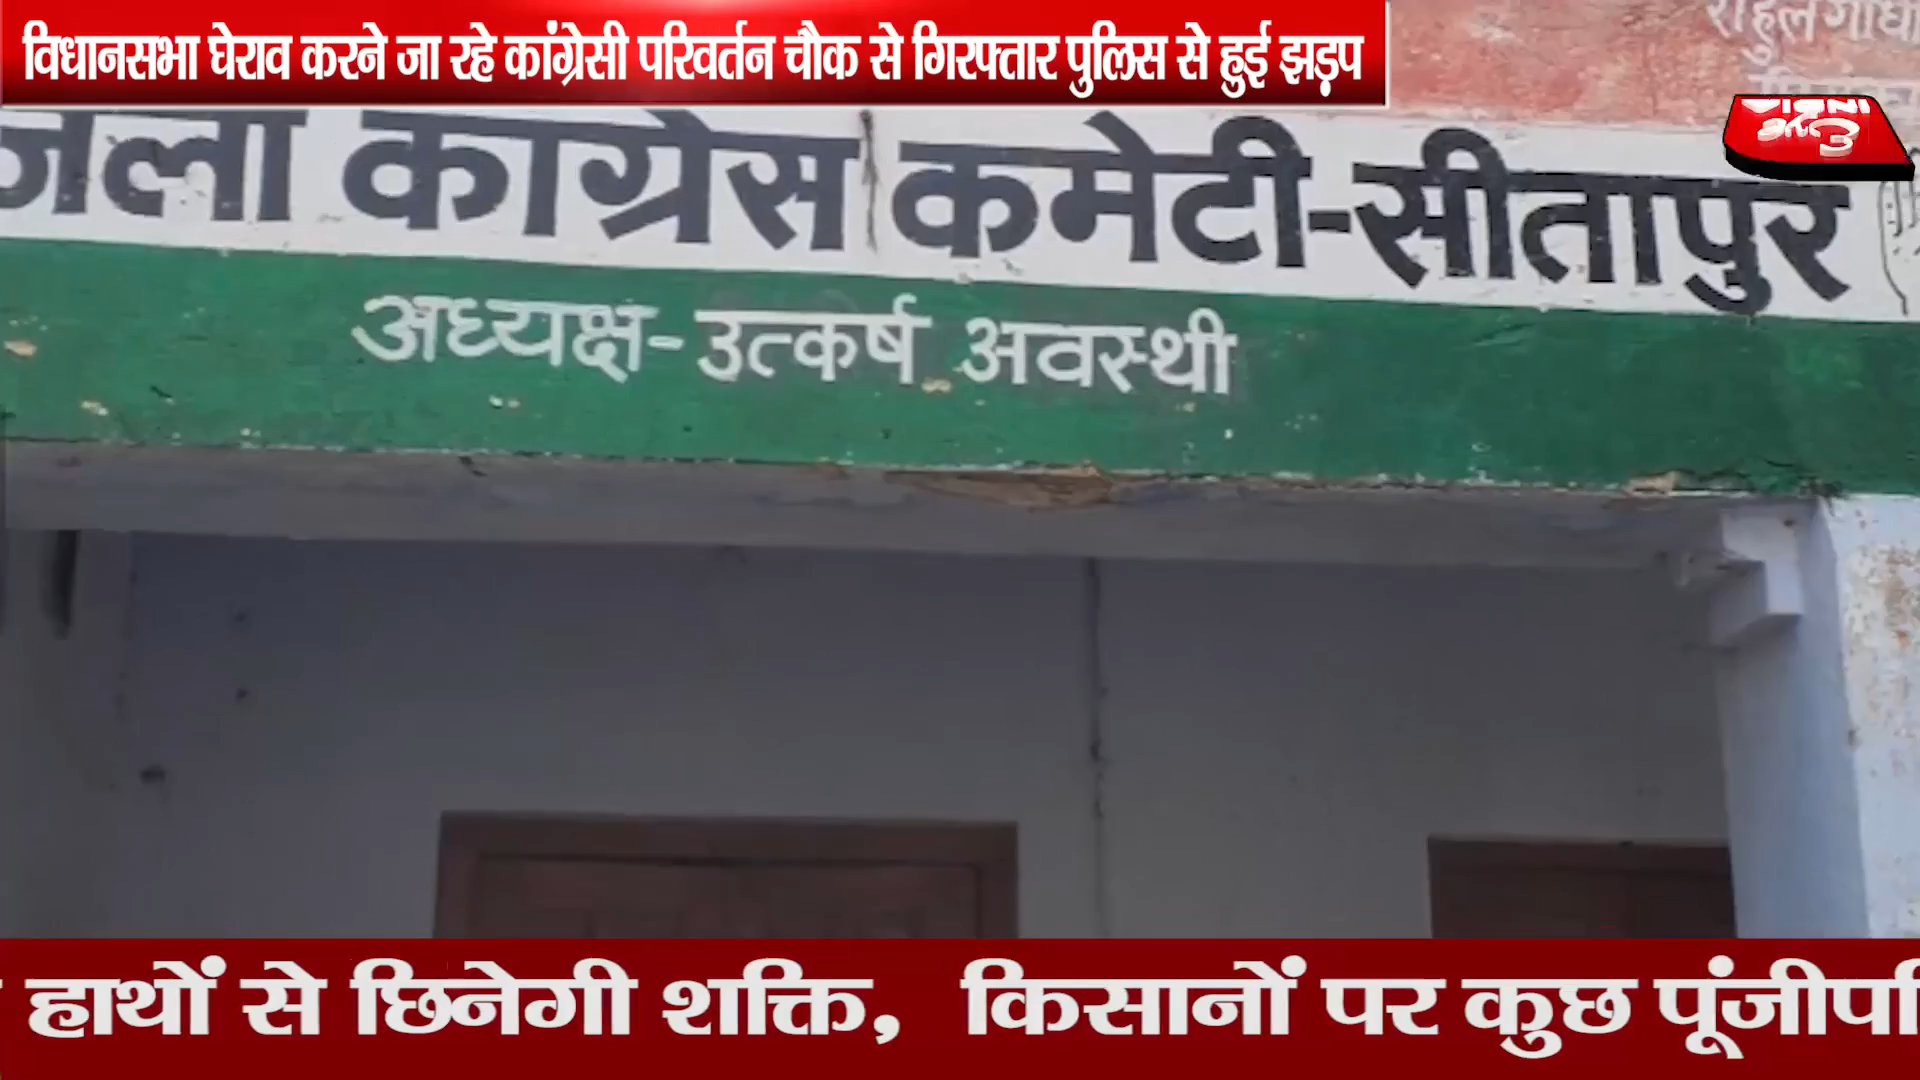 विधानसभा घेराव करने जा रहे कांग्रेसी परिवर्तन चौक से गिरफ्तार पुलिस से हुई झड़प
राहुल गांधी
जिला कांग्रेस कमेटी-सीतापुर
अध्यक्ष-उत्कर्ष अवस्थी
हाथों से छिनेगी शक्ति, किसानों पर कुछ पूंजीपति